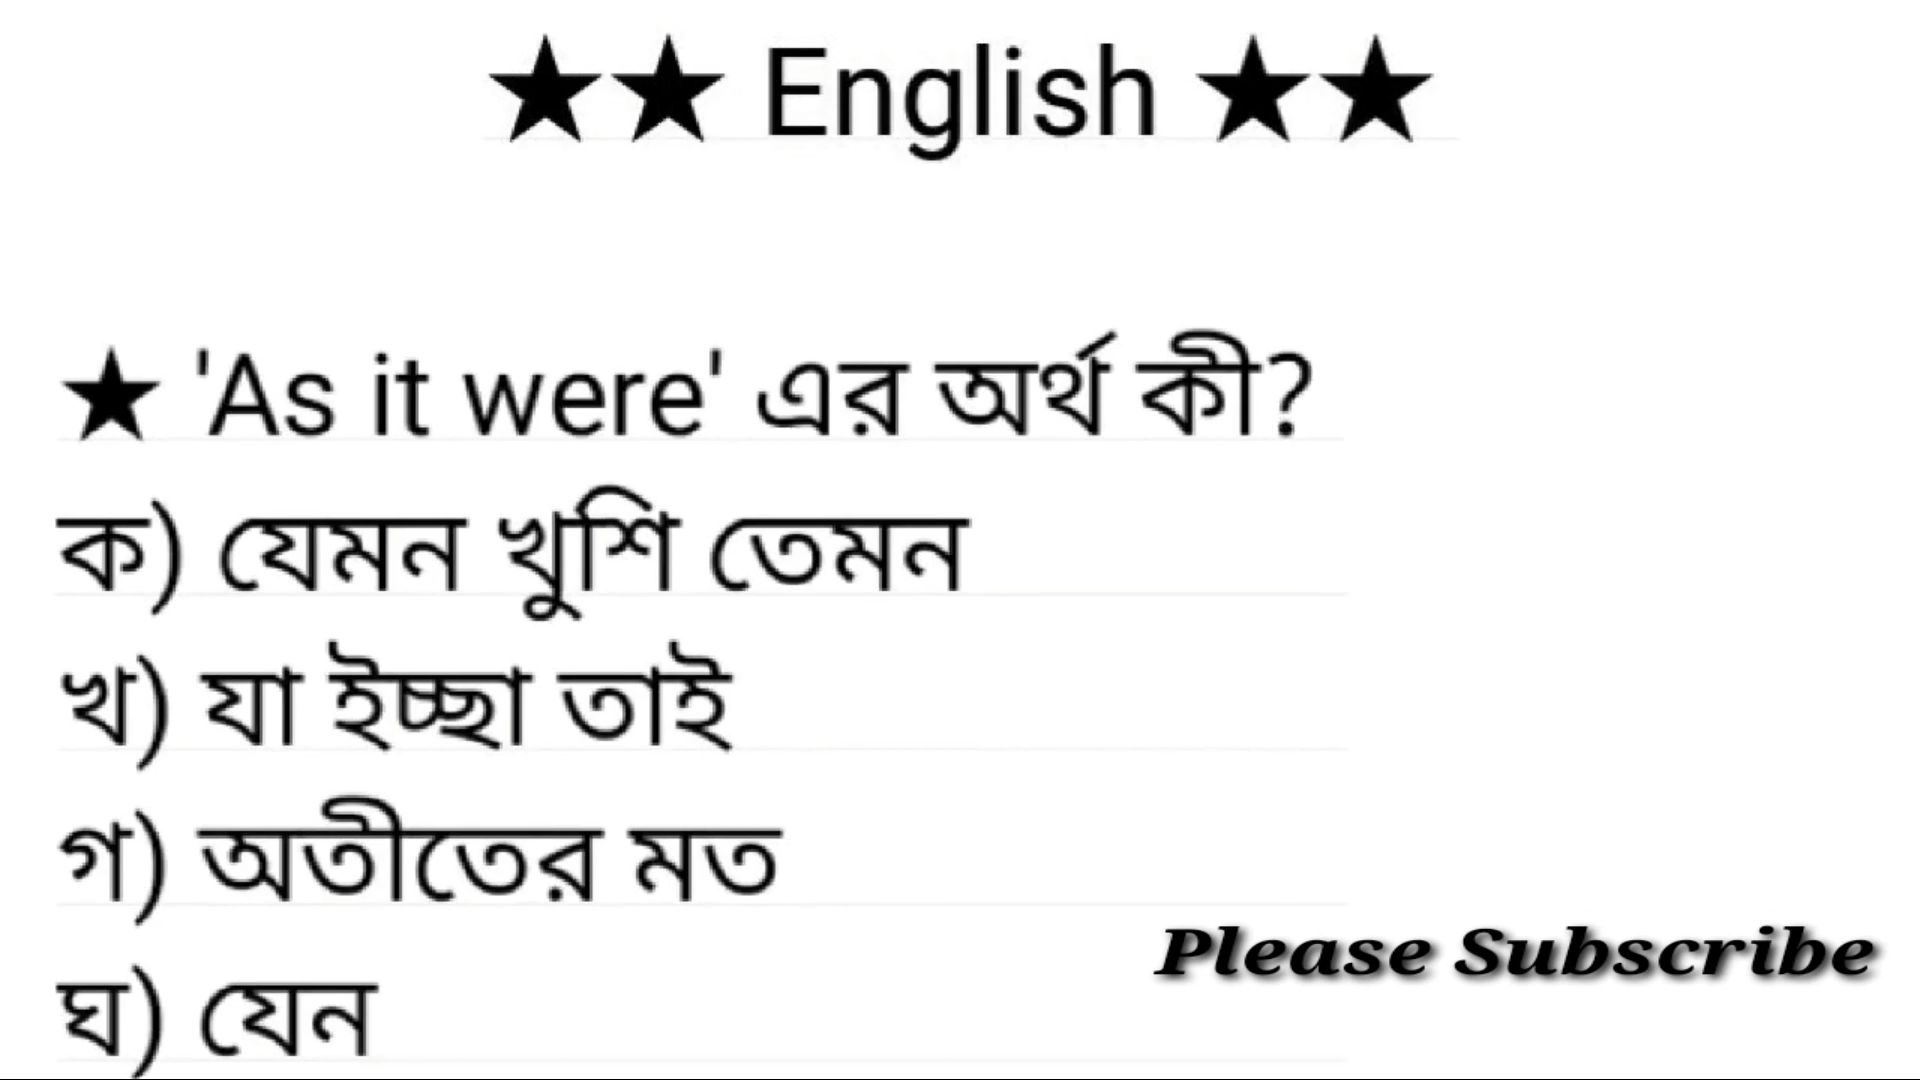 ★★ English ★★
★ 'As it were' এর অর্থ কী?
ক) যেমন খুশি তেমন
খ) যা ইচ্ছা তাই
গ) অতীতের মত
ঘ) যেন
Please Subscribe